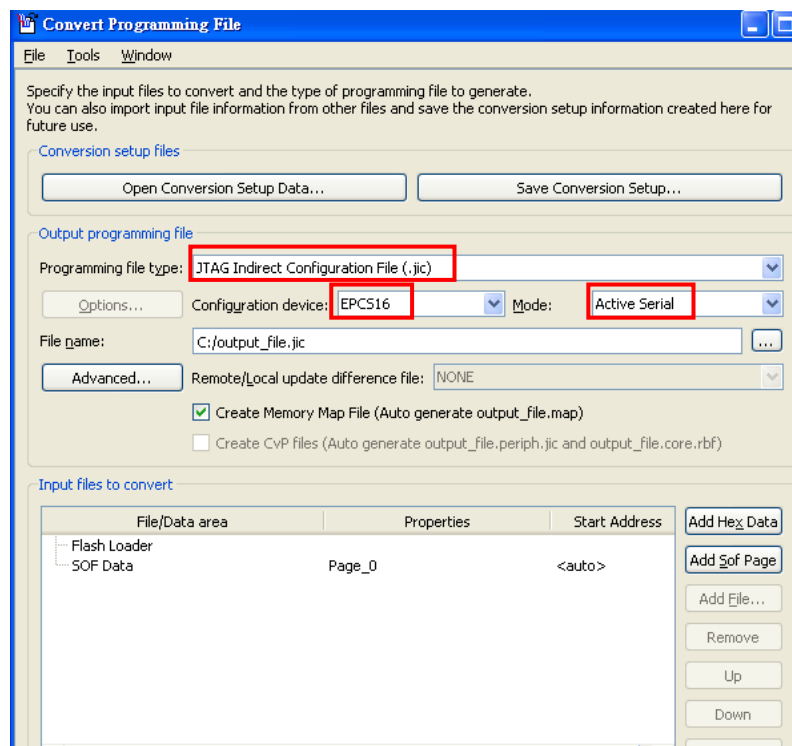 Convert Programming File
File Tools Window
Specify the input files to convert and the type of programming file to generate.
You can also import input file information from other files and save the conversion setup information created here for
future use.
Conversion setup files
Open Conversion Setup Data... Save Conversion Setup...
Output programming file
Programming file type: JTAG Indirect Configuration File (.jic)
Options... Configuration device: EPCS16 Mode: Active Serial
File name: C:/output_file.jic ...
Advanced... Remote/Local update difference file: NONE
Create Memory Map File (Auto generate output_file.map)
Create CvP files (Auto generate output_file.periph.jic and output_file.core.rbf)
Input files to convert
File/Data area Properties Start Address Add Hex Data
Flash Loader
SOF Data Page_0 <auto> Add Sof Page
Add File...
Remove
Up
Down